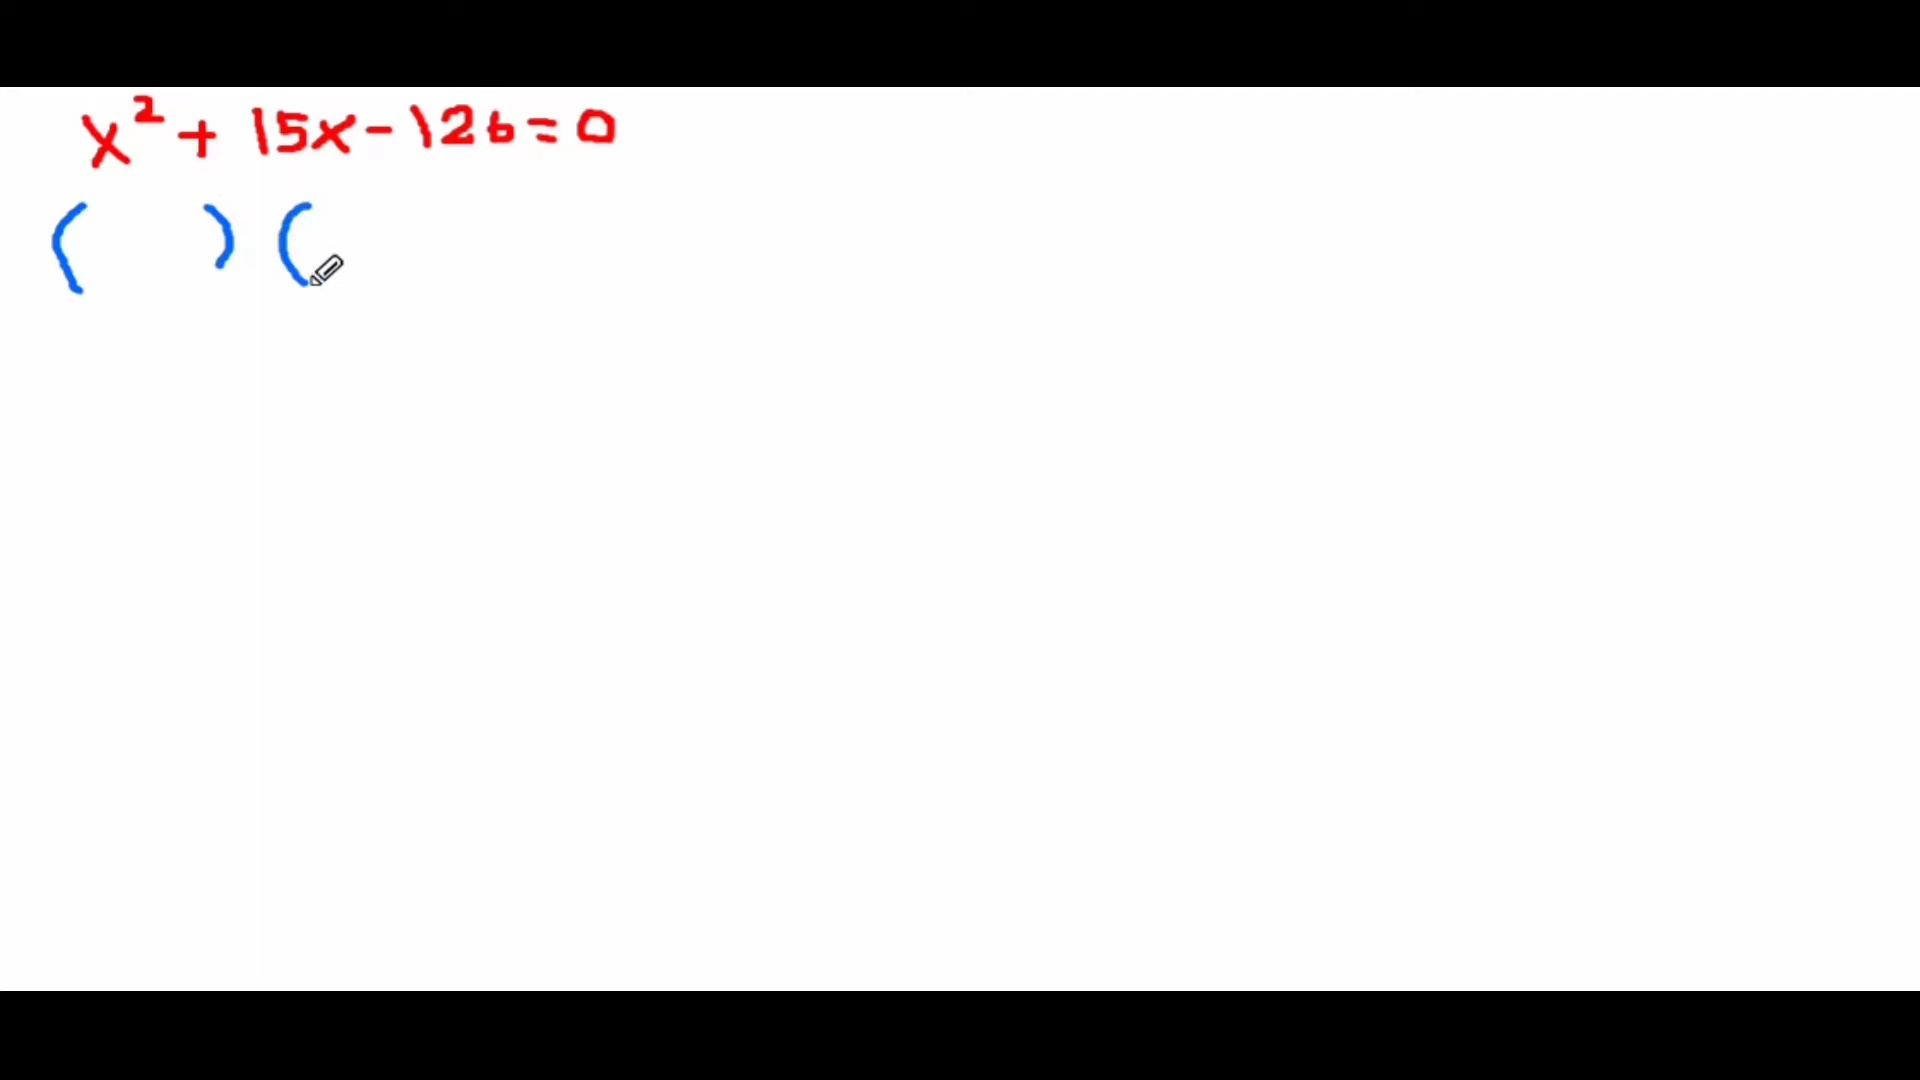 x² + 15x - 126 = 0
( ) (